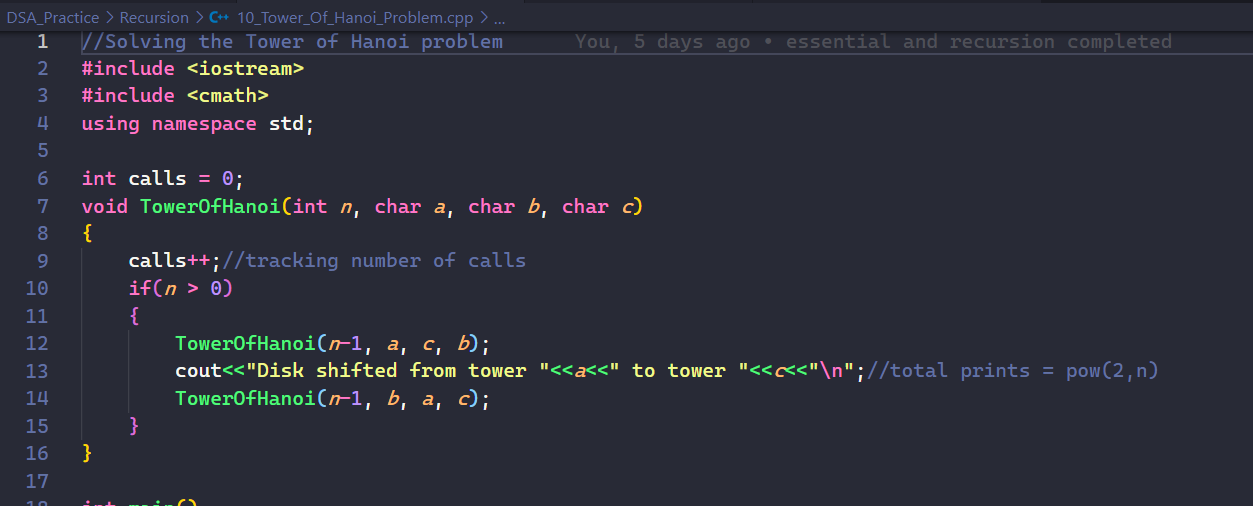 DSA_Practice > Recursion > C++ 10_Tower_Of_Hanoi_Problem.cpp > ...
1 //Solving the Tower of Hanoi problem You, 5 days ago • essential and recursion completed
2 #include <iostream>
3 #include <cmath>
4 using namespace std;
5
6 int calls = 0;
7 void TowerOfHanoi(int n, char a, char b, char c)
8 {
9 calls++;//tracking number of calls
10 if(n > 0)
11 {
12 TowerOfHanoi(n-1, a, c, b);
13 cout<<"Disk shifted from tower "<<a<<" to tower "<<c<<"\n";//total prints = pow(2,n)
14 TowerOfHanoi(n-1, b, a, c);
15 }
16 }
17
18 int main()